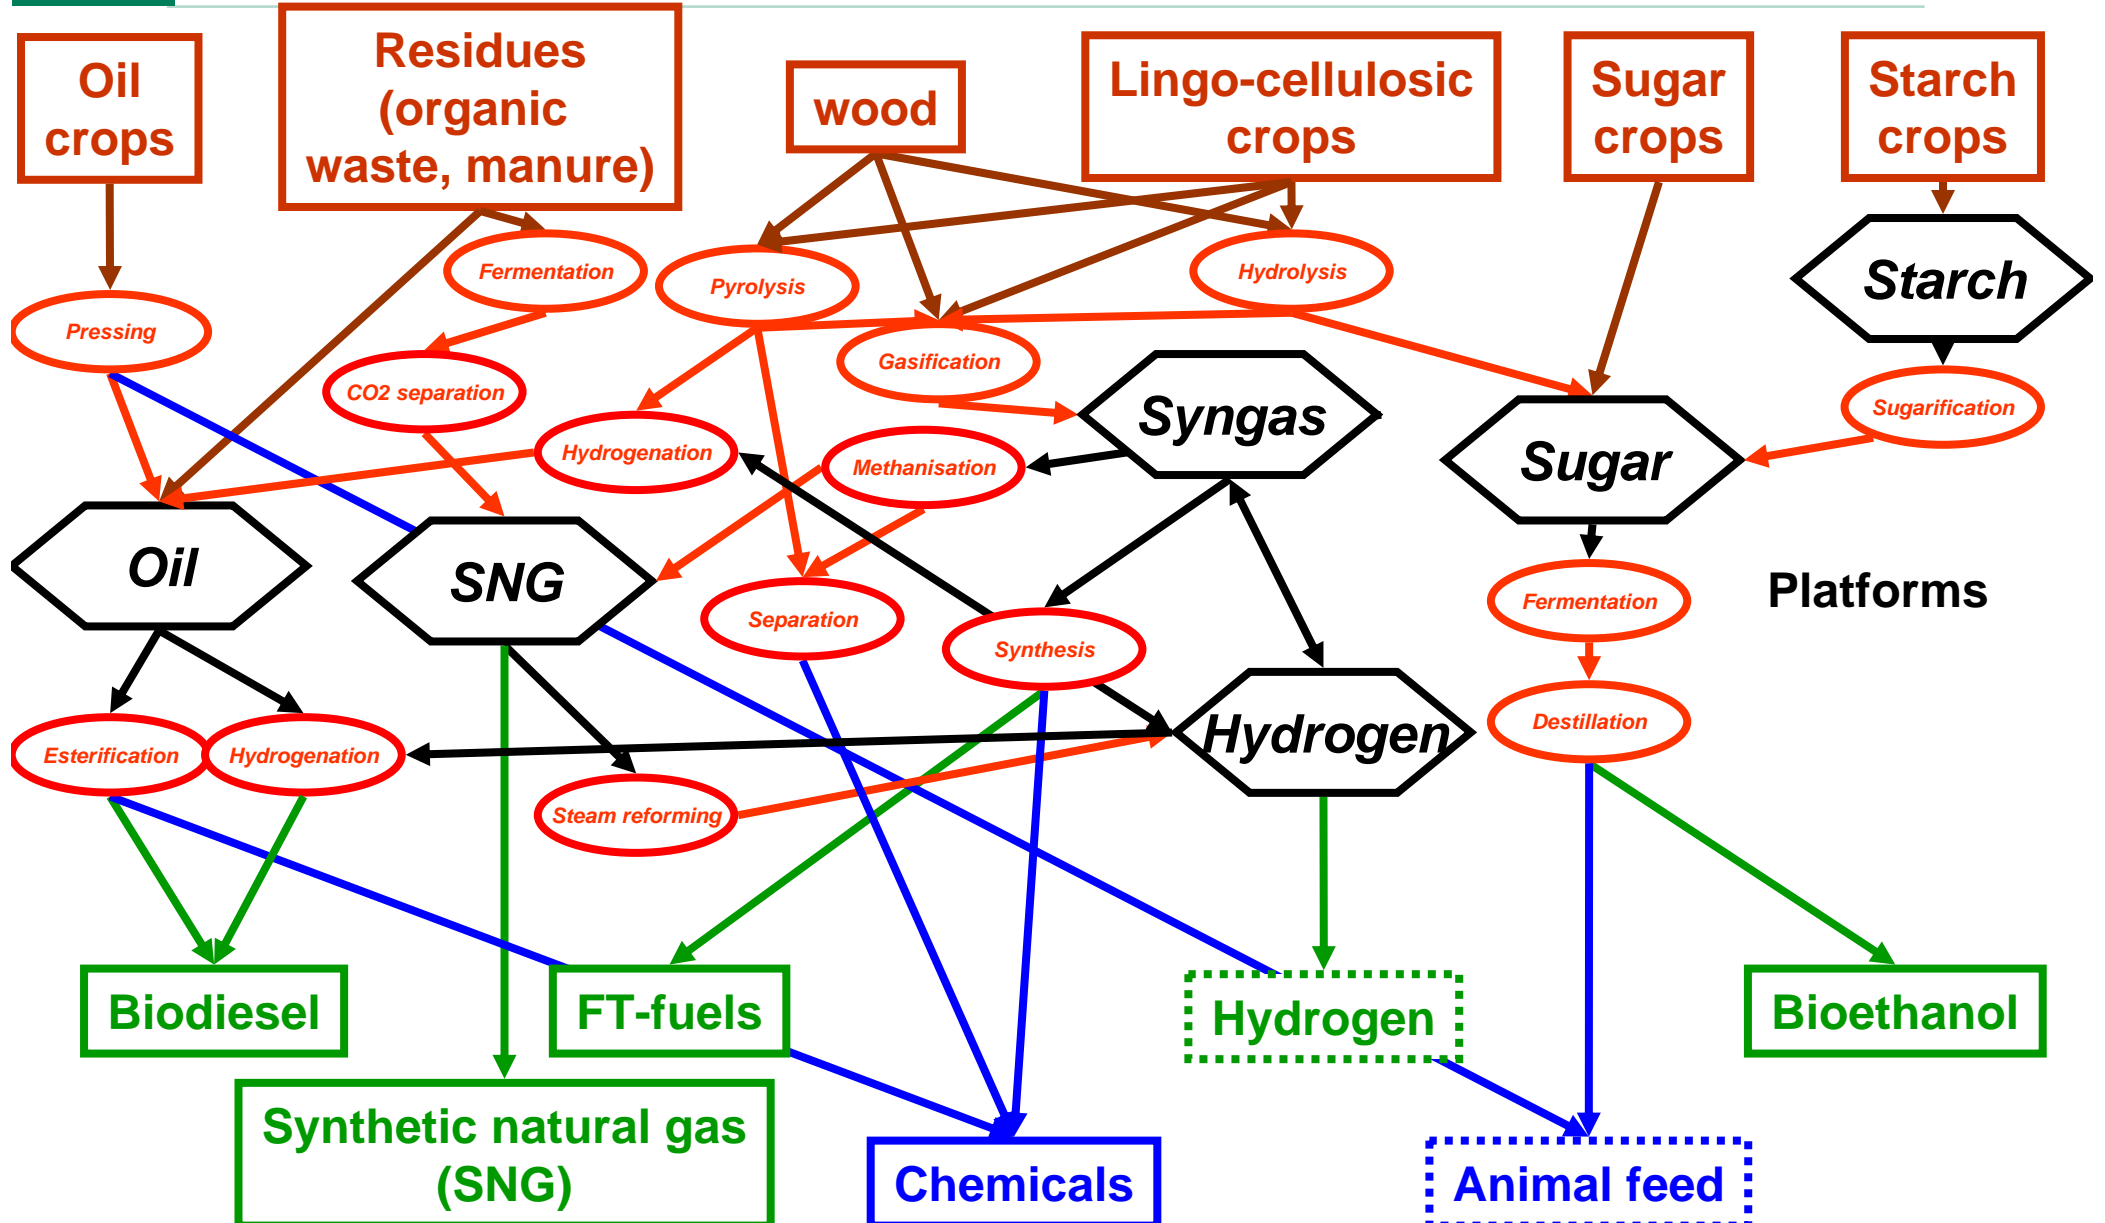 Oil
crops
Residues
(organic
waste, manure)
wood
Lingo-cellulosic
crops
Sugar
crops
Starch
crops
Fermentation
Pyrolysis
Hydrolysis
Starch
Pressing
CO2 separation
Gasification
Syngas
Sugarification
Hydrogenation
Methanisation
Sugar
Oil
SNG
Separation
Synthesis
Fermentation
Platforms
Esterification
Hydrogenation
Steam reforming
Hydrogen
Destillation
Biodiesel
FT-fuels
Hydrogen
Bioethanol
Synthetic natural gas
(SNG)
Chemicals
Animal feed